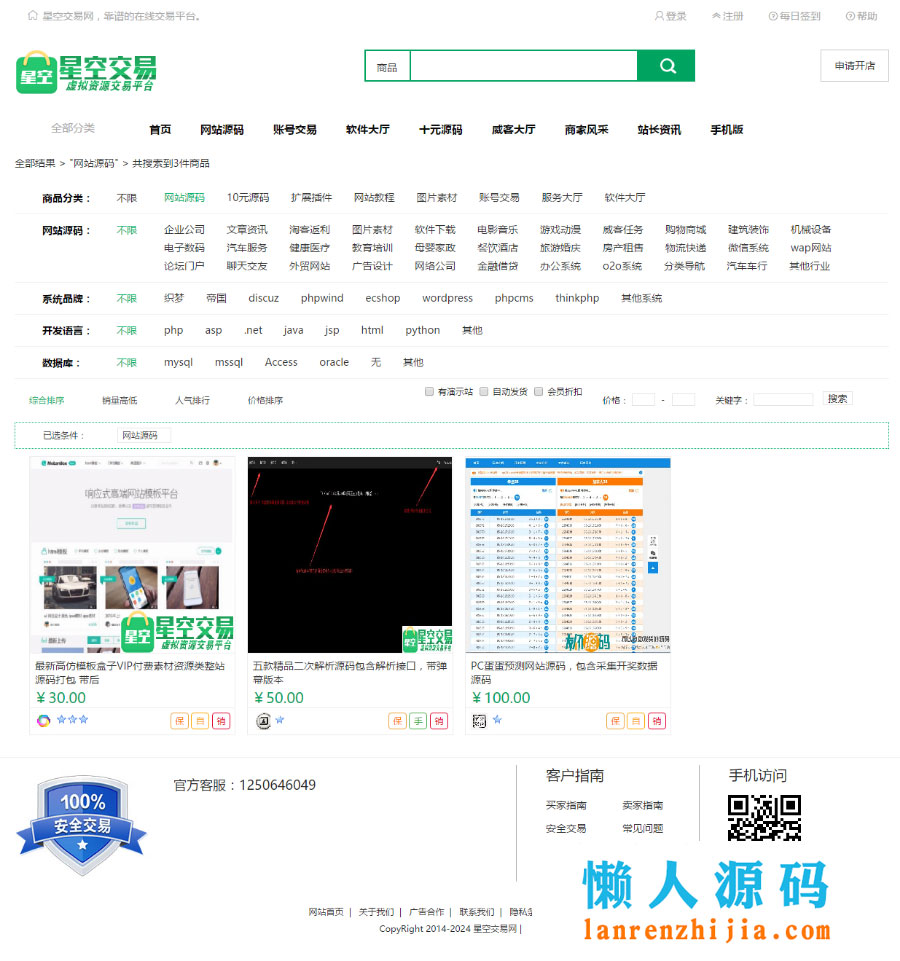 星空交易网，靠谱的在线交易平台。 登录 注册 每日签到 帮助
星空 星空交易
虚拟资源交易平台
商品
申请开店
全部分类 首页 网站源码 账号交易 软件大厅 十元源码 威客大厅 商家风采 站长资讯 手机版
全部结果 > "网站源码" > 共搜索到3件商品
商品分类： 不限 网站源码 10元源码 扩展插件 网站教程 图片素材 账号交易 服务大厅 软件大厅
网站源码： 不限 企业公司 文章资讯 淘客返利 图片素材 软件下载 电影音乐 游戏动漫 威客任务 购物商城 建筑装饰 机械设备
电子数码 汽车服务 健康医疗 教育培训 母婴家政 餐饮酒店 旅游婚庆 房产租售 物流快递 微信系统 wap网站
论坛门户 聊天交友 外贸网站 广告设计 网络公司 金融借贷 办公系统 o2o系统 分类导航 汽车车行 其他行业
系统品牌： 不限 织梦 帝国 discuz phpwind ecshop wordpress phpcms thinkphp 其他系统
开发语言： 不限 php asp .net java jsp html python 其他
数据库： 不限 mysql mssql Access oracle 无 其他
综合排序 销量高低 人气排行 价格排序 有演示站 自动发货 会员折扣 价格： - 关键字： 搜索
已选条件： 网站源码
响应式高端网站模板平台
星空 星空交易
虚拟资源交易平台
最新高仿模板盒子VIP付费素材资源类整站
源码打包 带后
¥ 30.00
保 自 销
五款精品二次解析源码包含解析接口，带弹
幕版本
¥ 50.00
保 手 销
PC蛋蛋预测网站源码，包含采集开奖数据
源码
¥ 100.00
保 自 销
100%
安全交易
官方客服：1250646049
客户指南
买家指南 卖家指南
安全交易 常见问题
手机访问
网站首页 | 关于我们 | 广告合作 | 联系我们 | 隐私
CopyRight 2014-2024 星空交易网 |
懒人源码
lanrenzhijia.com